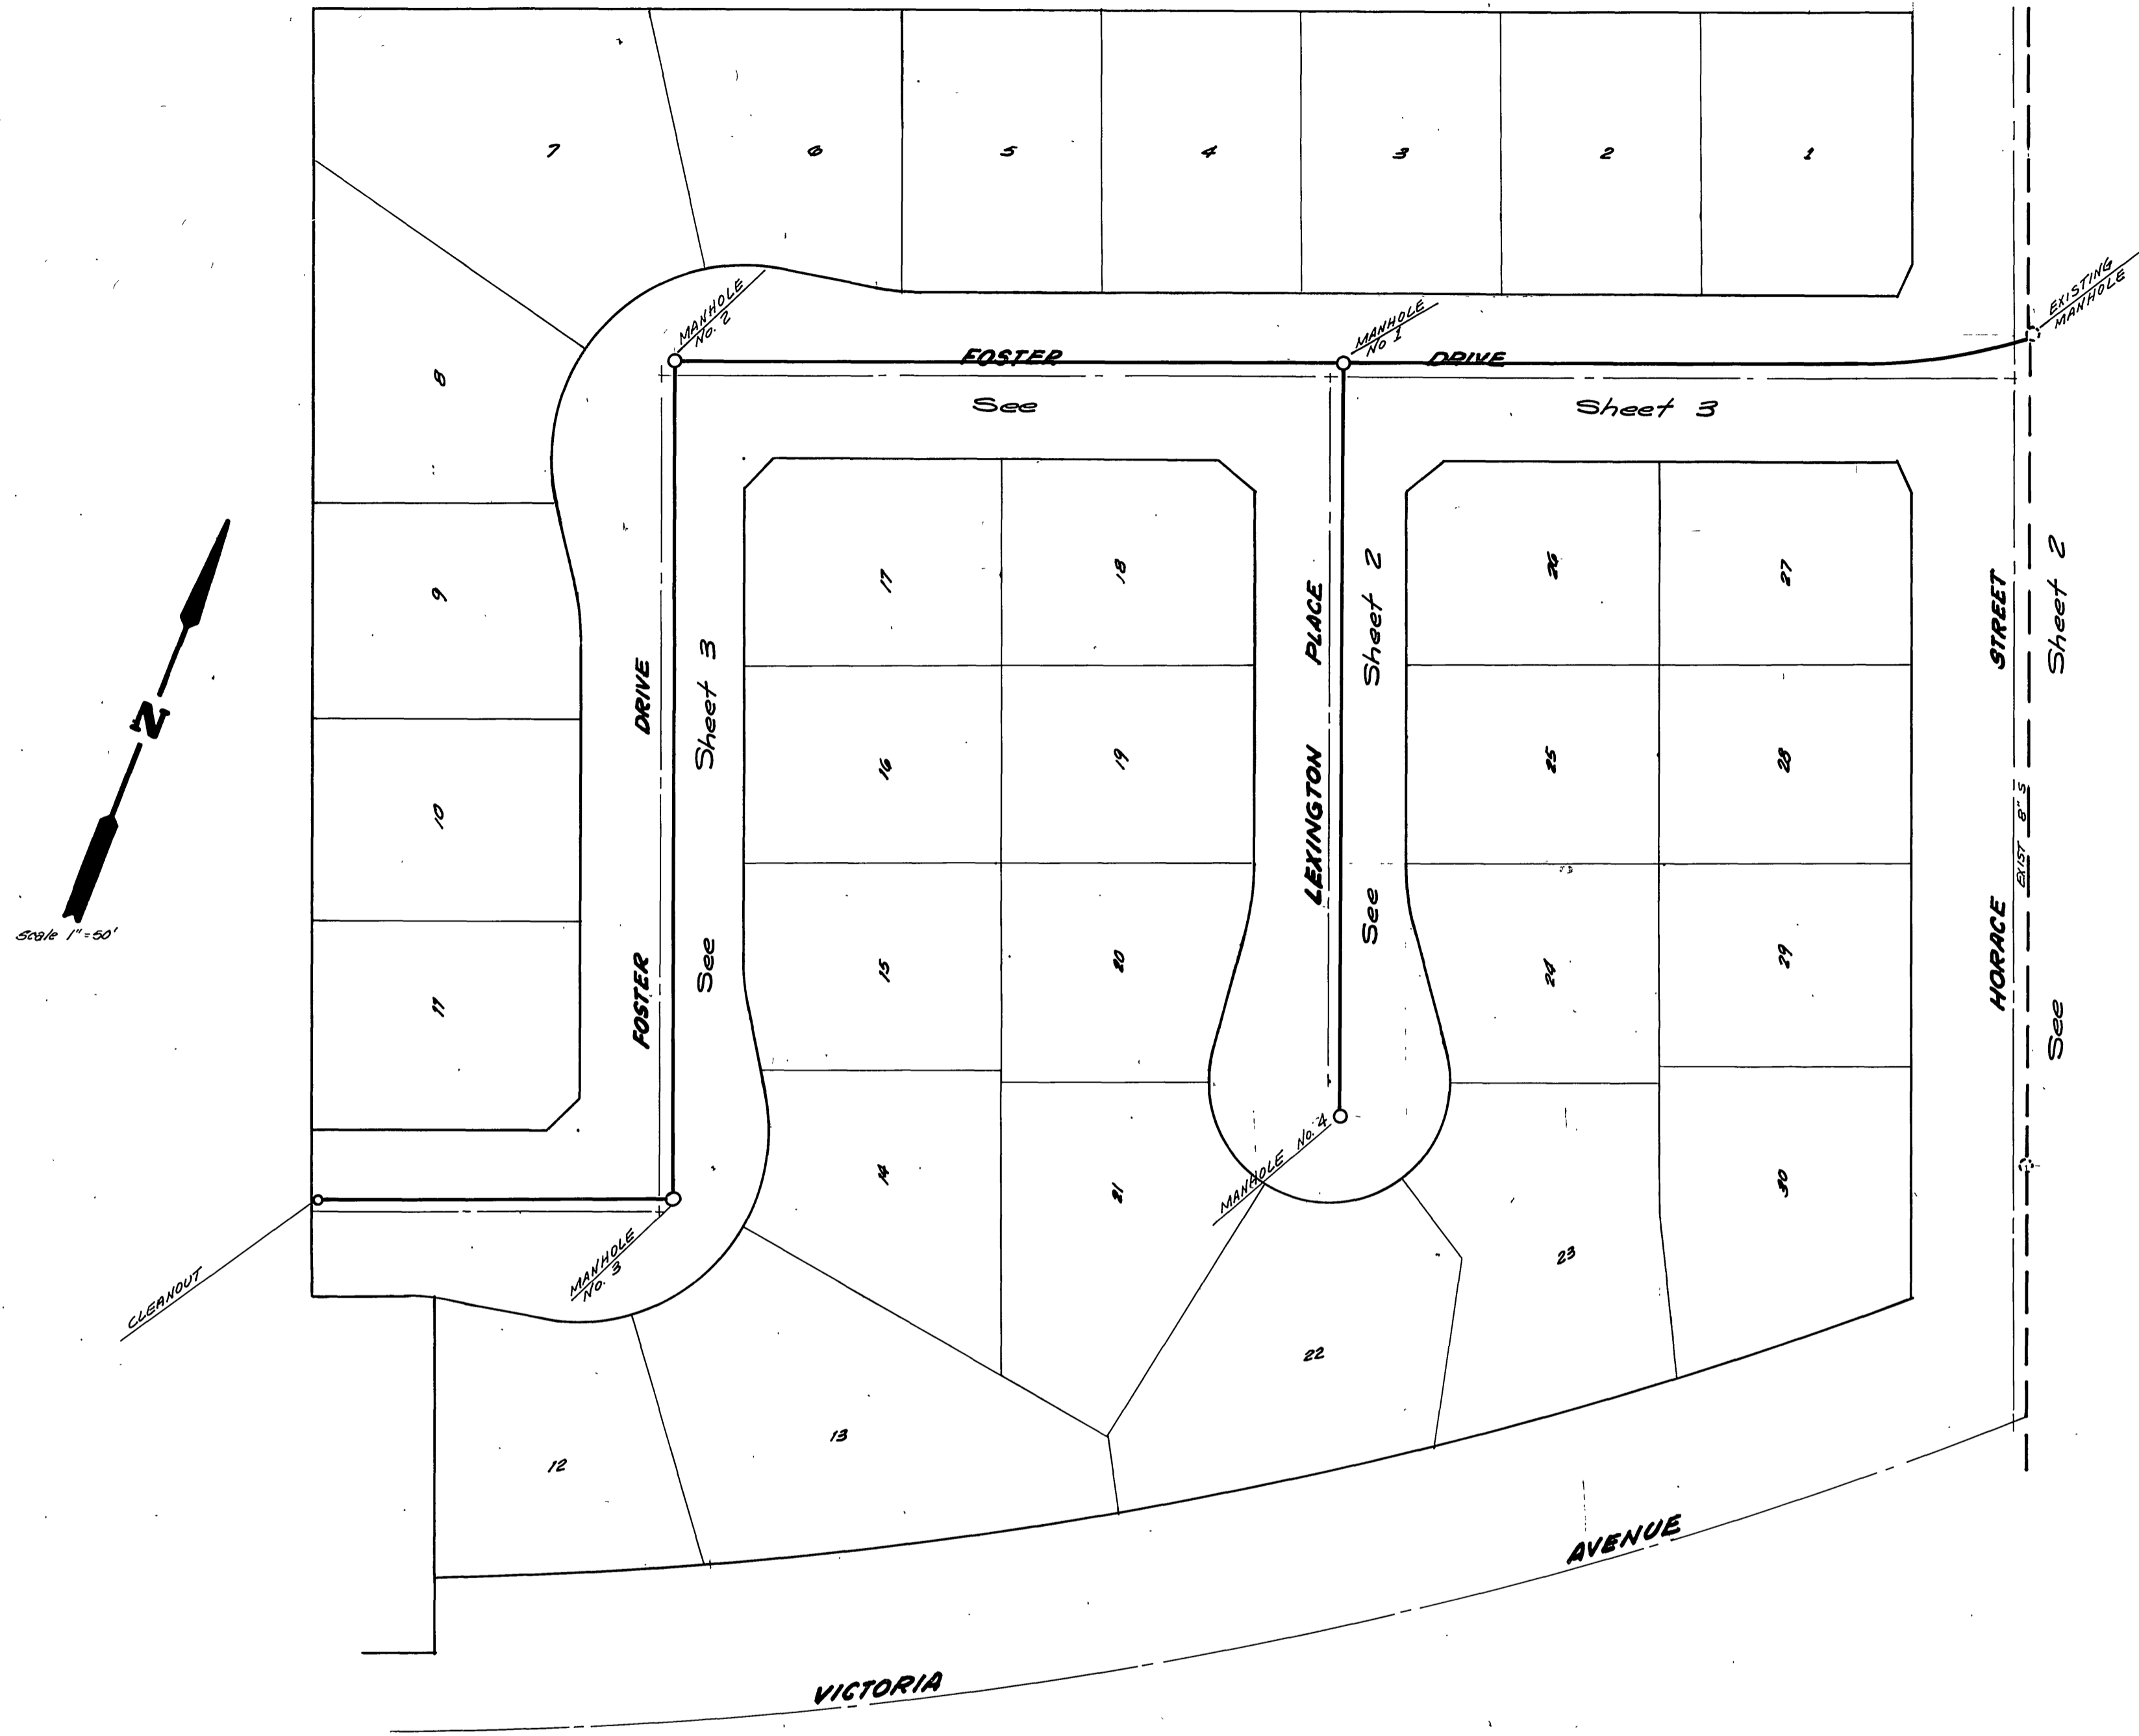 7
6
5
4
3
2
1
EXISTING
MANHOLE
MANHOLE
No. 2
MANHOLE
No 1
FOSTER DRIVE
See Sheet 3
8
9
10
11
17
18
26
27
16
19
25
28
15
20
24
29
14
21
30
FOSTER DRIVE
See Sheet 3
LEXINGTON PLACE
See Sheet 2
HORACE STREET
EXIST 8" S
See Sheet 2
N
Scale 1"=50'
MANHOLE No. 4
MANHOLE
No. 3
CLEANOUT
23
22
13
12
VICTORIA AVENUE